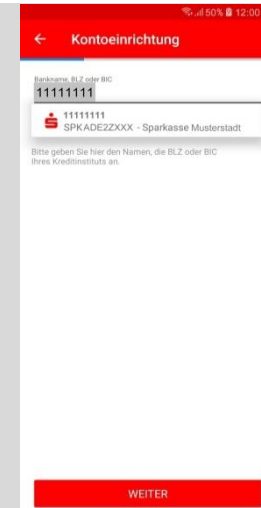 50% 12:00
Kontoeinrichtung
Bankname, BLZ oder BIC
11111111
11111111
SPKADE2ZXXX - Sparkasse Musterstadt
Bitte geben Sie hier den Namen, die BLZ oder BIC
Ihres Kreditinstituts an.
WEITER